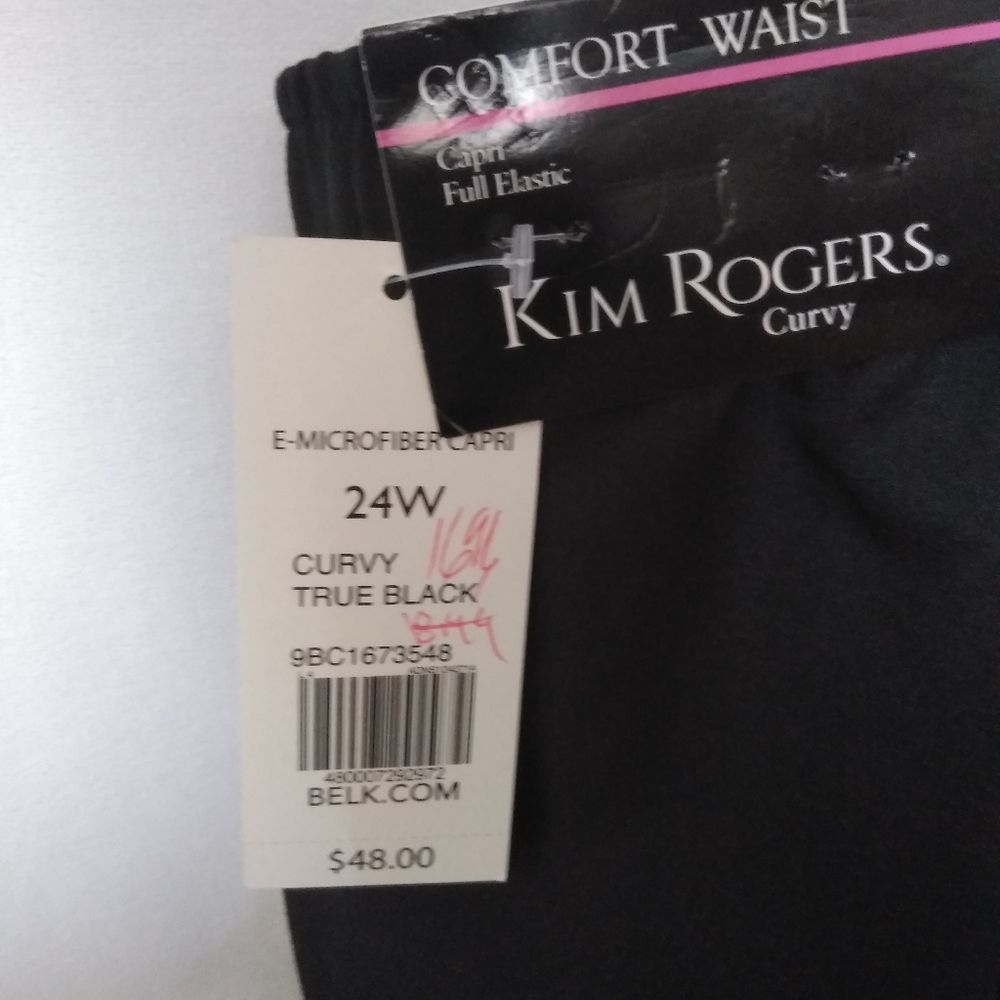 COMFORT WAIST
Capri
Full Elastic
KIM ROGERS®
Curvy
E-MICROFIBER CAPRI
24W
CURVY
TRUE BLACK
9BC1673548
480007292972
BELK.COM
$48.00